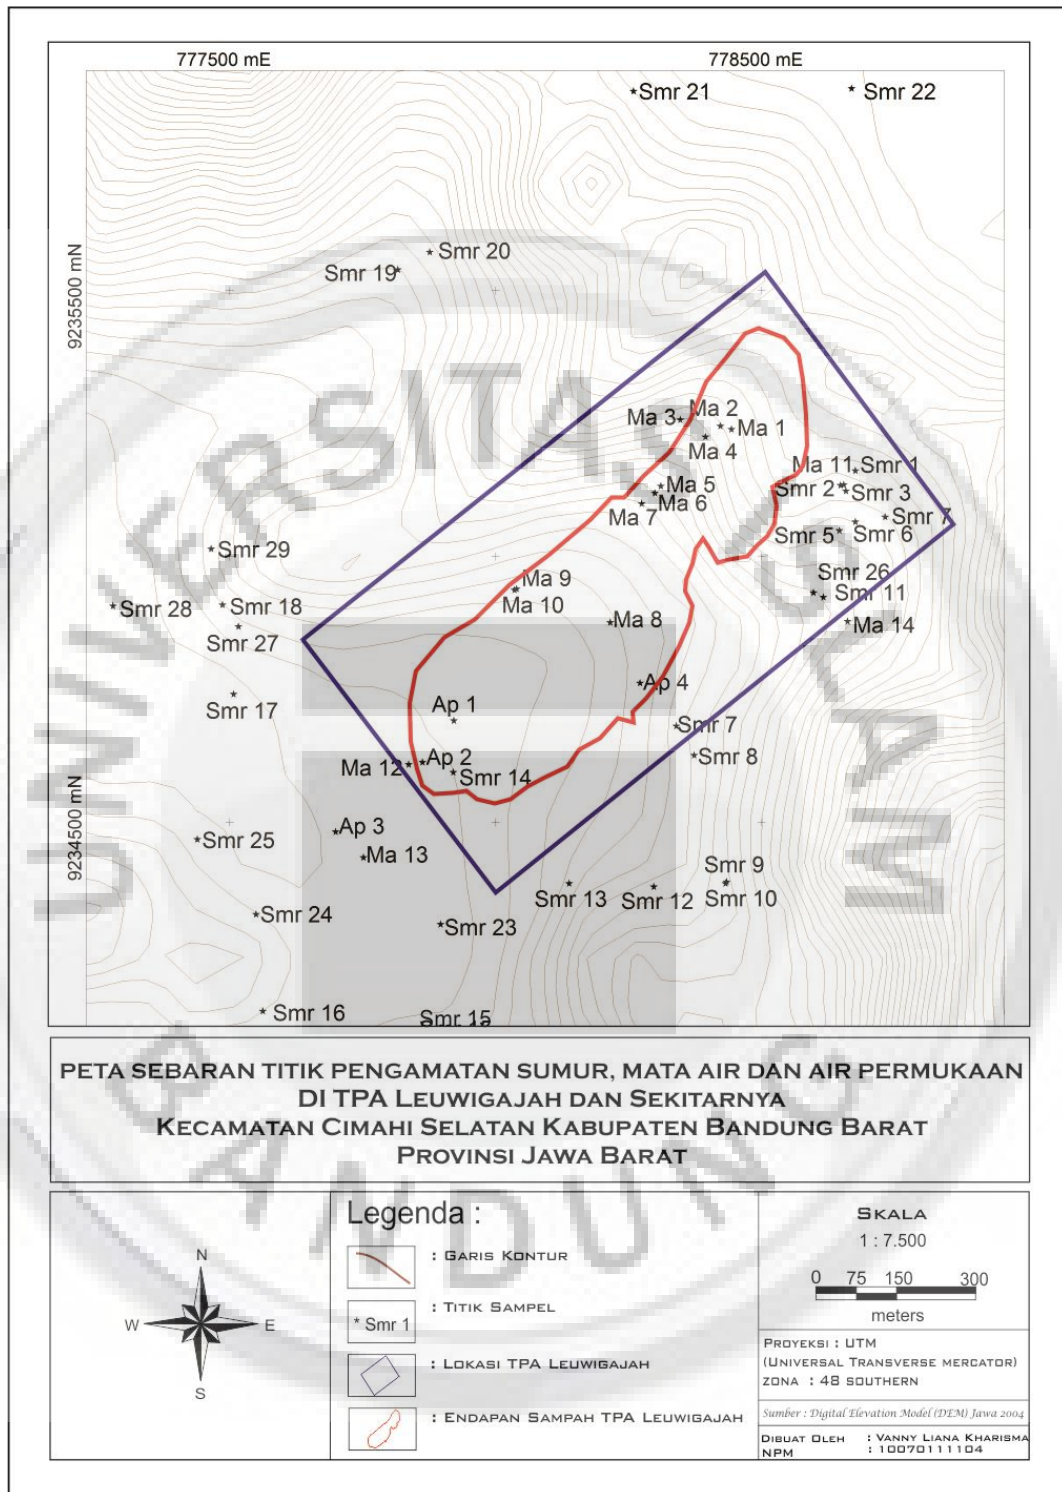 777500 mE
778500 mE
Smr 21
Smr 22
9235500 mN
Smr 20
Smr 19
Ma 2
Ma 3
Ma 1
Ma 4
Ma 11
Smr 1
Ma 5
Smr 2
Smr 3
Ma 6
Ma 7
Smr 7
Smr 5
Smr 6
Smr 29
Smr 26
Ma 9
Smr 11
Ma 10
Smr 28
Smr 18
Ma 8
Ma 14
Smr 27
Ap 4
Smr 17
Ap 1
Smr 7
Smr 8
Ma 12
Ap 2
Smr 14
9234500 mN
Ap 3
Smr 25
Ma 13
Smr 9
Smr 13
Smr 12
Smr 10
Smr 24
Smr 23
Smr 16
Smr 15
UNIVERSITAS ISLAM
BANDUNG
PETA SEBARAN TITIK PENGAMATAN SUMUR, MATA AIR DAN AIR PERMUKAAN
DI TPA LEUWIGAJAH DAN SEKITARNYA
KECAMATAN CIMAHI SELATAN KABUPATEN BANDUNG BARAT
PROVINSI JAWA BARAT
N
W
E
S
Legenda :
: GARIS KONTUR
* Smr 1
: TITIK SAMPEL
: LOKASI TPA LEUWIGAJAH
: ENDAPAN SAMPAH TPA LEUWIGAJAH
SKALA
1 : 7.500
0 75 150 300
meters
PROYEKSI : UTM
(UNIVERSAL TRANSVERSE MERCATOR)
ZONA : 48 SOUTHERN
Sumber : Digital Elevation Model (DEM) Jawa 2004
DIBUAT OLEH : VANNY LIANA KHARISMA
NPM : 10070111104